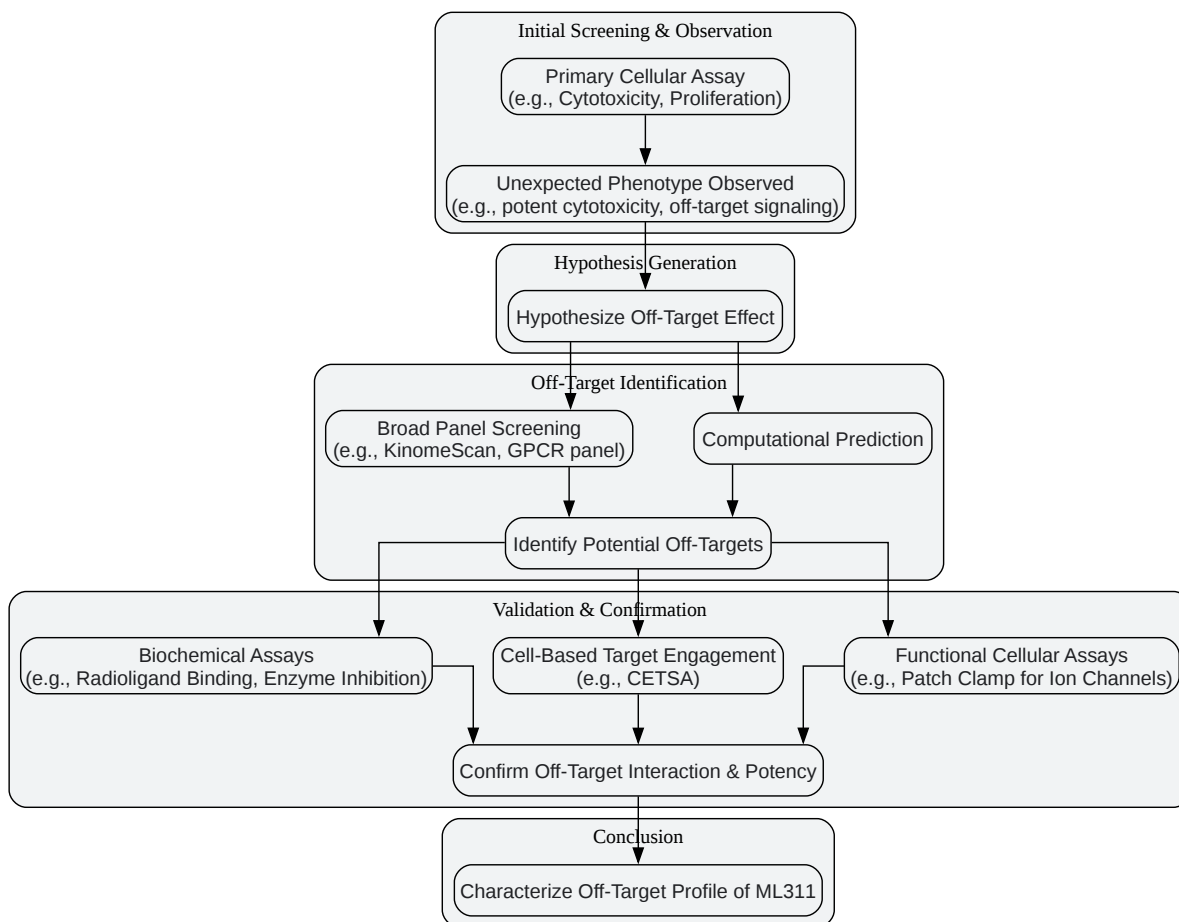 Initial Screening & Observation
Primary Cellular Assay
(e.g., Cytotoxicity, Proliferation)
Unexpected Phenotype Observed
(e.g., potent cytotoxicity, off-target signaling)
Hypothesis Generation
Hypothesize Off-Target Effect
Off-Target Identification
Broad Panel Screening
(e.g., KinomeScan, GPCR panel)
Computational Prediction
Identify Potential Off-Targets
Validation & Confirmation
Biochemical Assays
(e.g., Radioligand Binding, Enzyme Inhibition)
Cell-Based Target Engagement
(e.g., CETSA)
Functional Cellular Assays
(e.g., Patch Clamp for Ion Channels)
Confirm Off-Target Interaction & Potency
Conclusion
Characterize Off-Target Profile of ML311